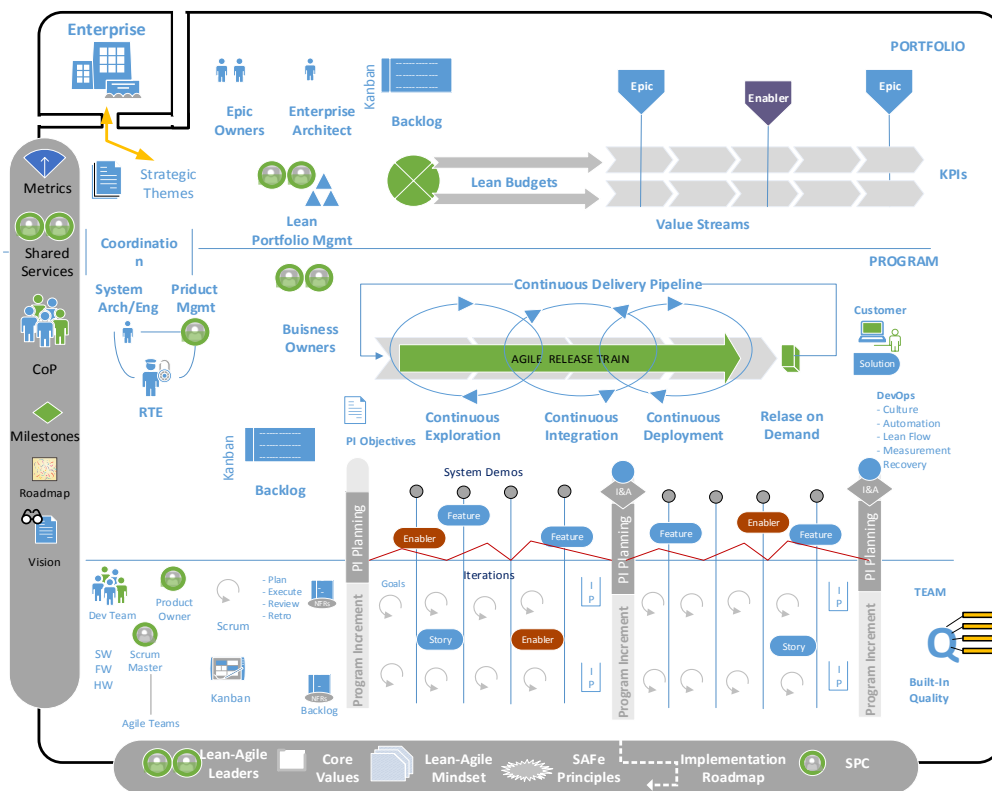 Enterprise
PORTFOLIO
Epic
Owners
Enterprise
Architect
Kanban
Backlog
Epic
Enabler
Epic
Metrics
Strategic
Themes
Lean Budgets
KPIs
Lean
Portfolio Mgmt
Value Streams
Shared
Services
Coordinatio
n
PROGRAM
System
Arch/Eng
Priduct
Mgmt
Continuous Delivery Pipeline
Customer
Buisness
Owners
AGILE RELEASE TRAIN
Solution
CoP
RTE
DevOps
- Culture
- Automation
- Lean Flow
- Measurement
- Recovery
PI Objectives
Continuous
Exploration
Continuous
Integration
Continuous
Deployment
Relase on
Demand
Milestones
Kanban
Backlog
System Demos
Roadmap
I&A
I&A
Vision
PI Planning
Enabler
Feature
Feature
PI Planning
Feature
Enabler
Feature
PI Planning
Iterations
TEAM
Dev Team
Product
Owner
Scrum
- Plan
- Execute
- Review
- Retro
NFRs
Goals
I
P
I
P
Program Increment
Story
Enabler
Program Increment
Story
Program Increment
SW
FW
HW
Scrum
Master
Kanban
NFRs
Backlog
I
P
I
P
Q
Built-In
Quality
Agile Teams
Lean-Agile
Leaders
Core
Values
Lean-Agile
Mindset
SAFe
Principles
Implementation
Roadmap
SPC